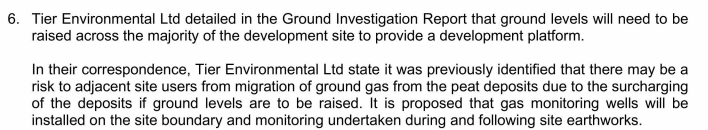 6. Tier Environmental Ltd detailed in the Ground Investigation Report that ground levels will need to be
raised across the majority of the development site to provide a development platform.
In their correspondence, Tier Environmental Ltd state it was previously identified that there may be a
risk to adjacent site users from migration of ground gas from the peat deposits due to the surcharging
of the deposits if ground levels are to be raised. It is proposed that gas monitoring wells will be
installed on the site boundary and monitoring undertaken during and following site earthworks.